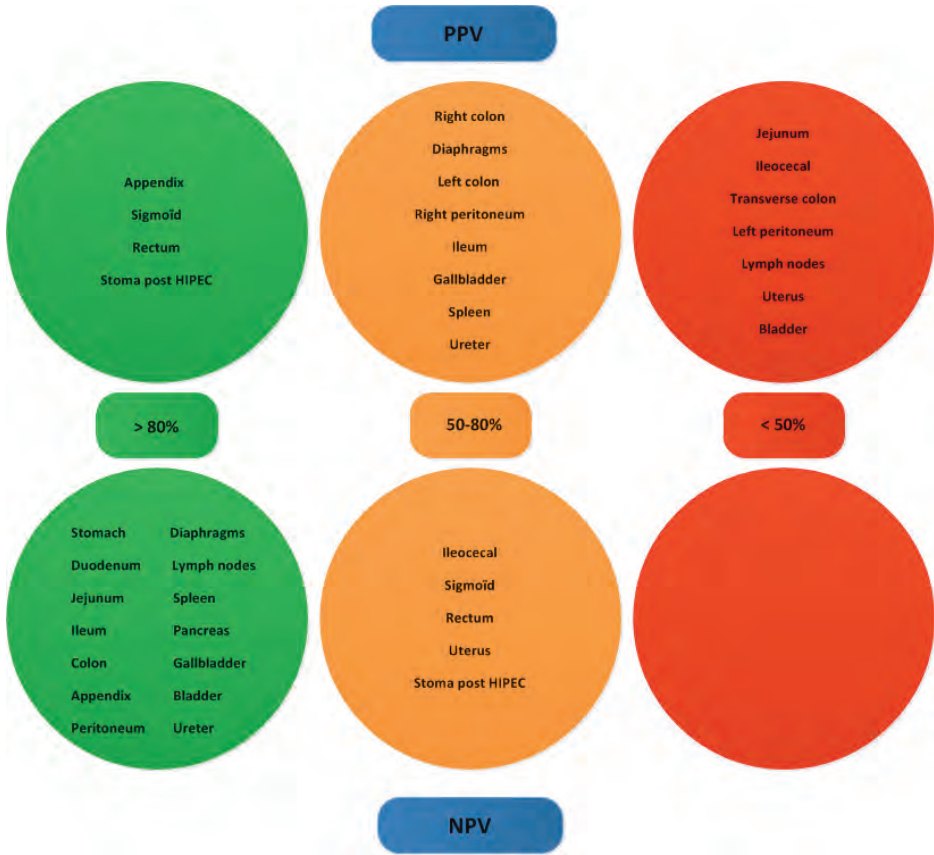 PPV
Appendix
Sigmoïd
Rectum
Stoma post HIPEC
Right colon
Diaphragms
Left colon
Right peritoneum
Ileum
Gallbladder
Spleen
Ureter
Jejunum
Ileocecal
Transverse colon
Left peritoneum
Lymph nodes
Uterus
Bladder
> 80%
50-80%
< 50%
Stomach Diaphragms
Duodenum Lymph nodes
Jejunum Spleen
Ileum Pancreas
Colon Gallbladder
Appendix Bladder
Peritoneum Ureter
Ileocecal
Sigmoïd
Rectum
Uterus
Stoma post HIPEC
NPV